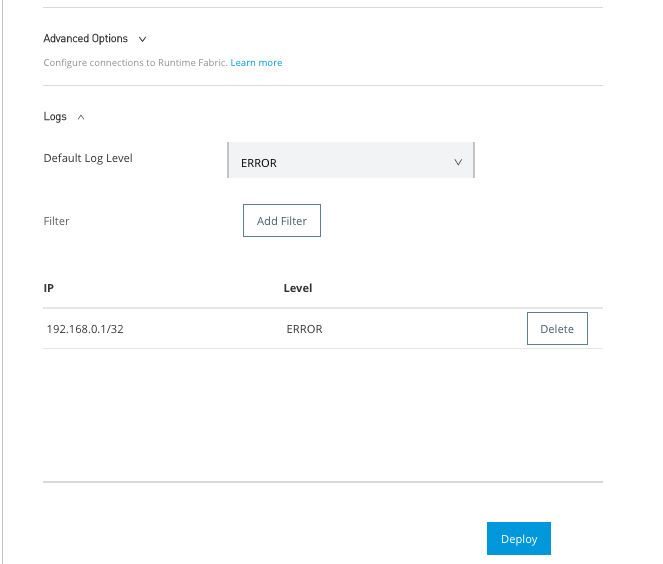 Advanced Options
Configure connections to Runtime Fabric. Learn more
Logs
Default Log Level
ERROR
Filter
Add Filter
IP Level
192.168.0.1/32 ERROR Delete
Deploy